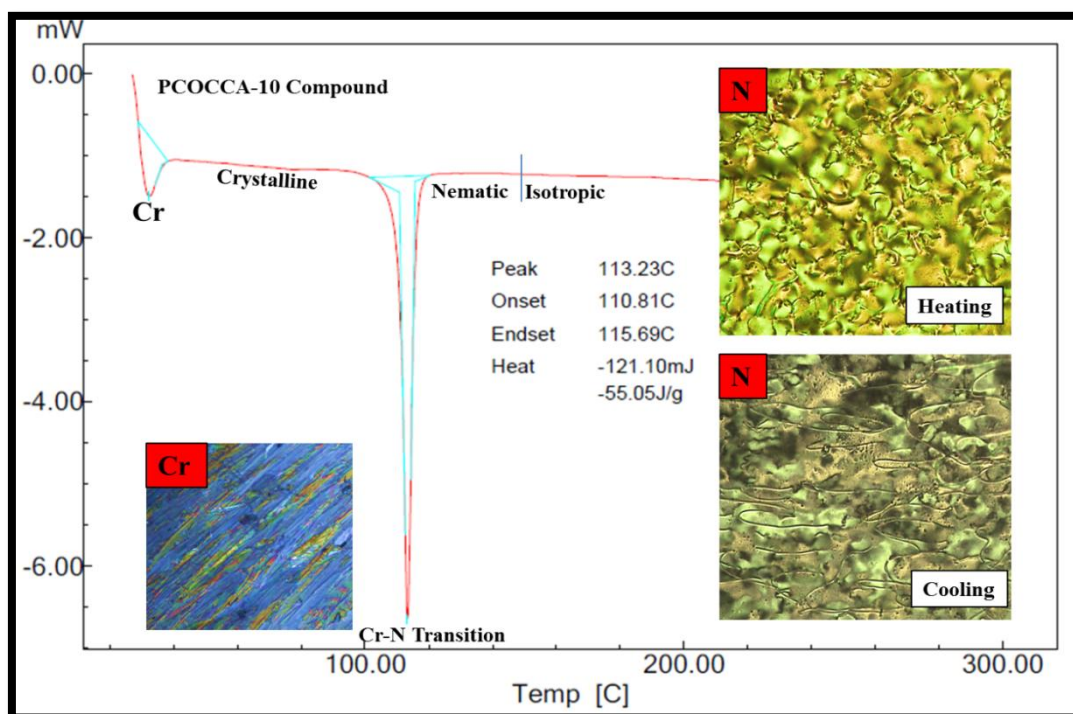 mW
0.00
PCOCCA-10 Compound
N
Crystalline
Nematic
Isotropic
Cr
-2.00
Peak 113.23C
Onset 110.81C
Endset 115.69C
Heat -121.10mJ
-55.05J/g
Heating
N
-4.00
Cr
-6.00
Cooling
Cr-N Transition
100.00
200.00
300.00
Temp [C]